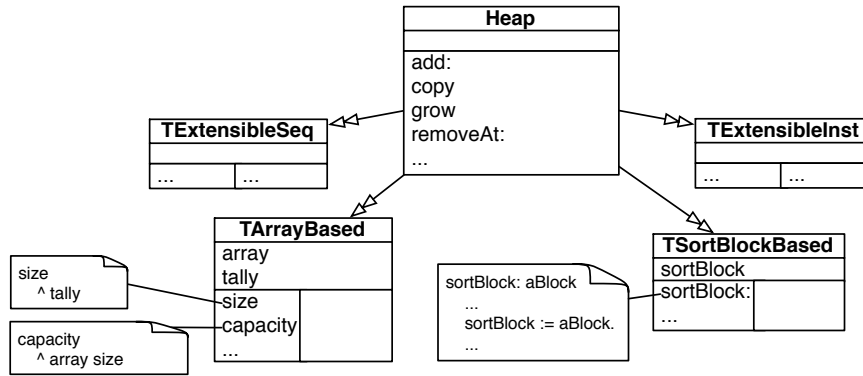 Heap
add:
copy
grow
removeAt:
...
TExtensibleSeq
... ...
TExtensibleInst
... ...
TArrayBased
array
tally
size
capacity
...
TSortBlockBased
sortBlock
sortBlock:
...
size
^ tally
capacity
^ array size
sortBlock: aBlock
...
sortBlock := aBlock.
...